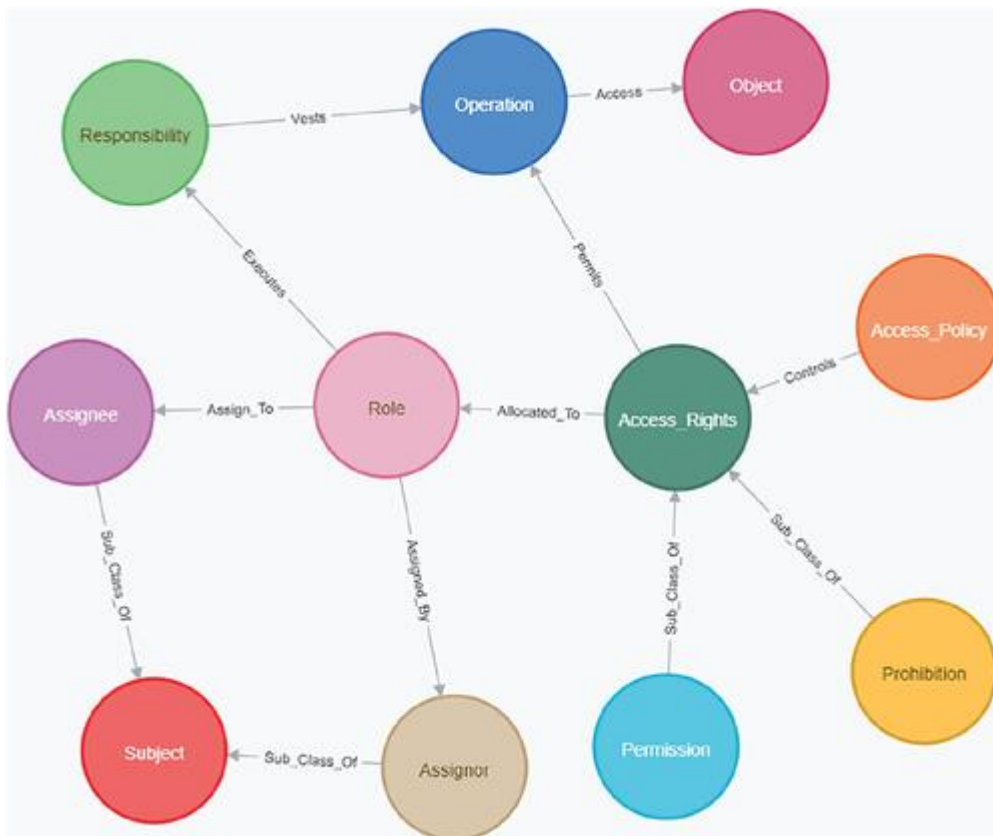 Object
Operation
Access
Vests
Responsibility
Permits
Executes
Access_Policy
Controls
Assignee
Assign_To
Role
Allocated_To
Access_Rights
Sub_Class_Of
Assigned_By
Sub_Class_Of
Sub_Class_Of
Prohibition
Subject
Sub_Class_Of
Assignor
Permission